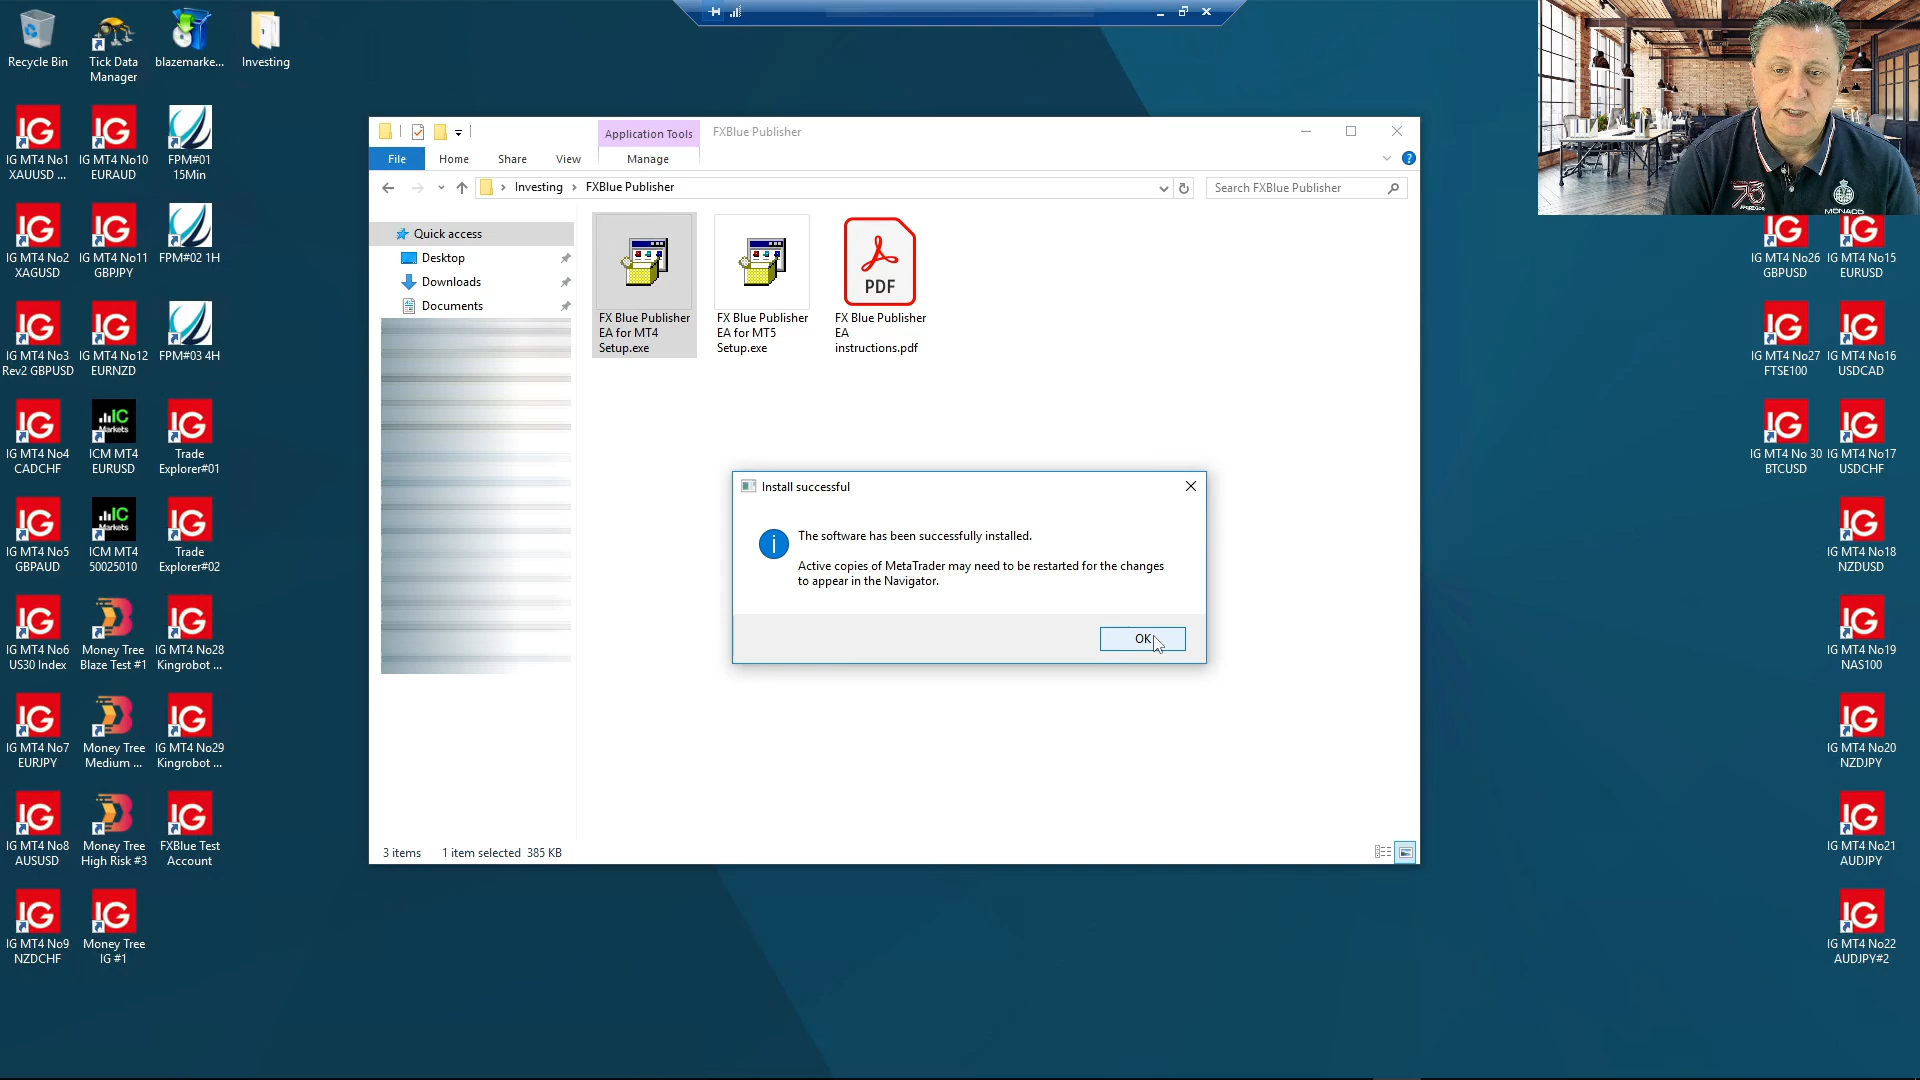 Recycle Bin
Tick Data
Manager
blazemarke...
Investing
IG MT4 No1
XAUUSD ...
IG MT4 No10
EURAUD
FPM#01
15Min
IG MT4 No2
XAGUSD
IG MT4 No11
GBPJPY
FPM#02 1H
IG MT4 No3
Rev2 GBPUSD
IG MT4 No12
EURNZD
FPM#03 4H
IG MT4 No4
CADCHF
ICM MT4
EURUSD
Trade
Explorer#01
IG MT4 No5
GBPAUD
ICM MT4
50025010
Trade
Explorer#02
IG MT4 No6
US30 Index
Money Tree
Blaze Test #1
IG MT4 No28
Kingrobot ...
IG MT4 No7
EURJPY
Money Tree
Medium ...
IG MT4 No29
Kingrobot ...
IG MT4 No8
AUSUSD
Money Tree
High Risk #3
FXBlue Test
Account
IG MT4 No9
NZDCHF
Money Tree
IG #1
Application Tools
FXBlue Publisher
File
Home
Share
View
Manage
Investing
FXBlue Publisher
Search FXBlue Publisher
Quick access
Desktop
Downloads
Documents
FX Blue Publisher
EA for MT4
Setup.exe
FX Blue Publisher
EA for MT5
Setup.exe
PDF
FX Blue Publisher
EA
instructions.pdf
Install successful
The software has been successfully installed.
Active copies of MetaTrader may need to be restarted for the changes
to appear in the Navigator.
OK
3 items
1 item selected 385 KB
MONACO
IG MT4 No26
GBPUSD
IG MT4 No15
EURUSD
IG MT4 No27
FTSE100
IG MT4 No16
USDCAD
IG MT4 No 30
BTCUSD
IG MT4 No17
USDCHF
IG MT4 No18
NZDUSD
IG MT4 No19
NAS100
IG MT4 No20
NZDJPY
IG MT4 No21
AUDJPY
IG MT4 No22
AUDJPY#2